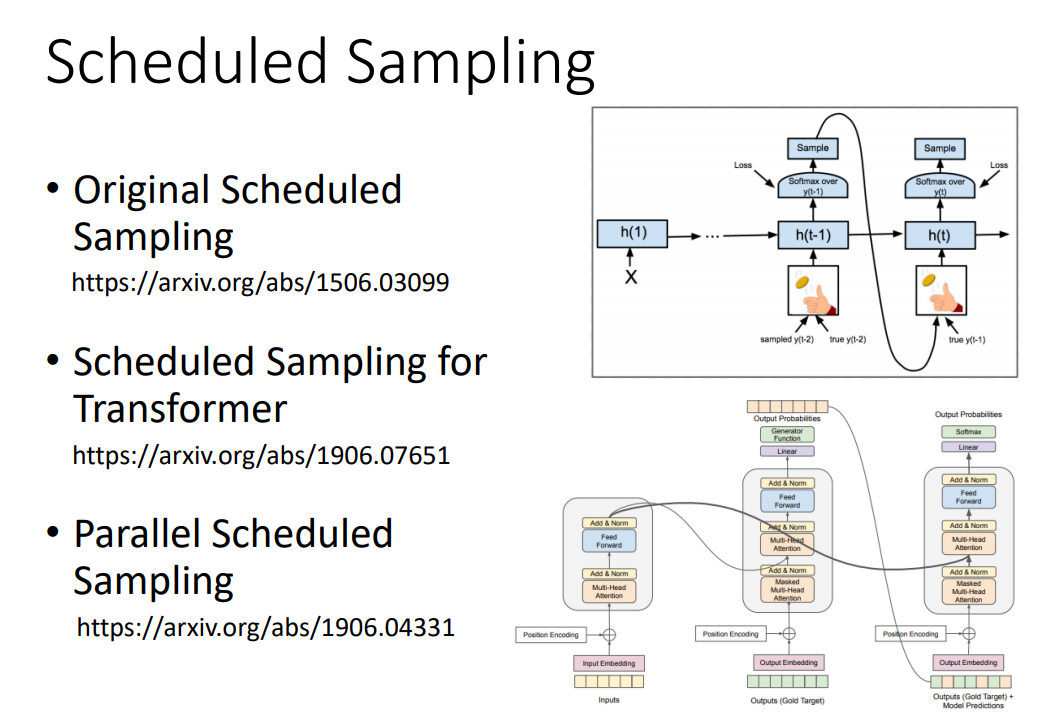 Scheduled Sampling
• Original Scheduled
Sampling
https://arxiv.org/abs/1506.03099
• Scheduled Sampling for
Transformer
https://arxiv.org/abs/1906.07651
• Parallel Scheduled
Sampling
https://arxiv.org/abs/1906.04331
Sample
Sample
Loss
Loss
Softmax over
y(t-1)
Softmax over
y(t)
h(1)
...
h(t-1)
h(t)
X
sampled y(t-2)
true y(t-2)
true y(t-1)
Add & Norm
Feed
Forward
Add & Norm
Multi-Head
Attention
Position Encoding
Input Embedding
Inputs
Output Probabilities
Generator
Function
Linear
Add & Norm
Feed
Forward
Add & Norm
Multi-Head
Attention
Add & Norm
Masked
Multi-Head
Attention
Position Encoding
Output Embedding
Outputs (Gold Target)
Output Probabilities
Softmax
Linear
Add & Norm
Feed
Forward
Add & Norm
Multi-Head
Attention
Add & Norm
Masked
Multi-Head
Attention
Position Encoding
Output Embedding
Outputs (Gold Target) +
Model Predictions